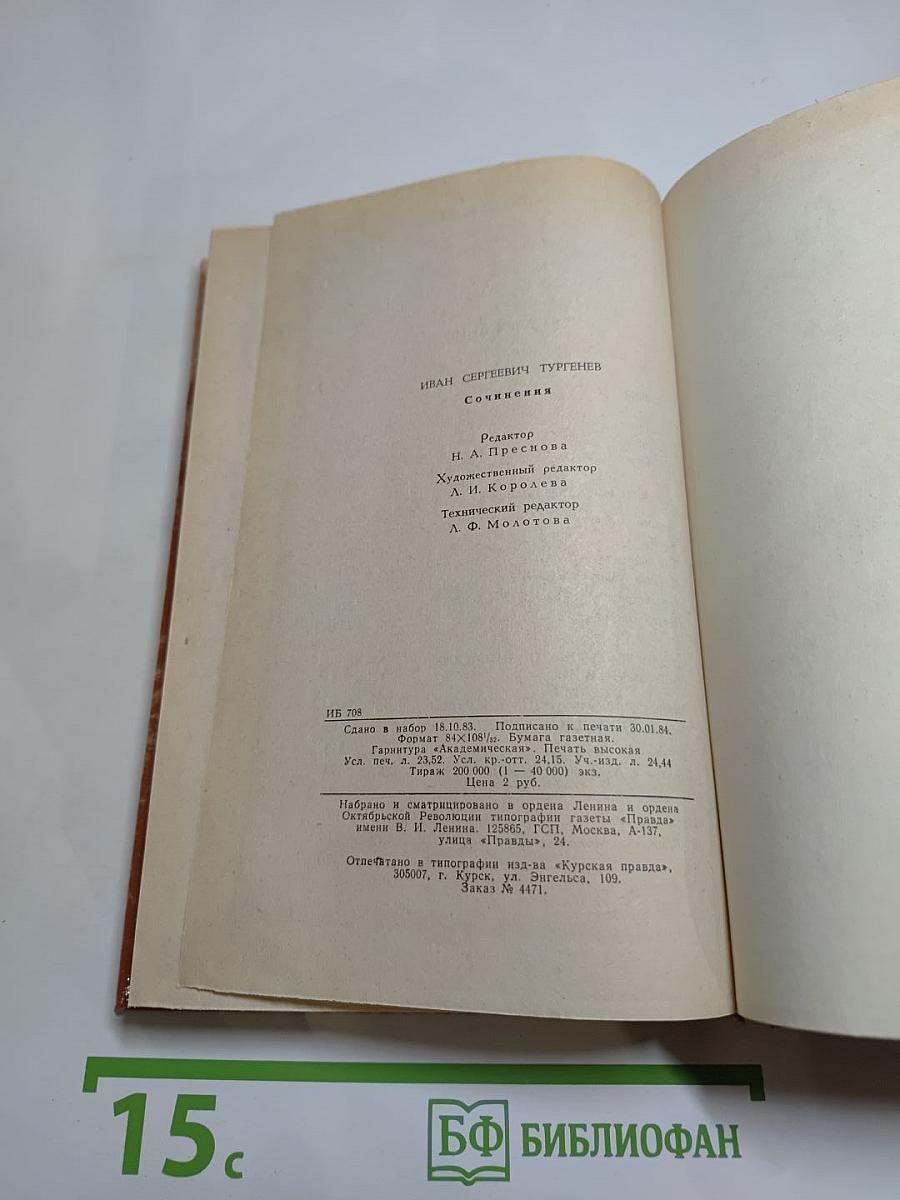 ИВАН СЕРГЕЕВИЧ ТУРГЕНЕВ
Сочинения
Редактор
Н. А. Преснова
Художественный редактор
Л. И. Королева
Технический редактор
Л. Ф. Молотова
ИБ 708
Сдано в набор 18.10.83. Подписано к печати 30.01.84.
Формат 84×108¹/₃₂. Бумага газетная.
Гарнитура «Академическая». Печать высокая
Усл. печ. л. 23,52. Усл. кр.-отт. 24,15. Уч.-изд. л. 24,44
Тираж 200 000 (1 — 40 000) экз.
Цена 2 руб.
Набрано и сматрицировано в ордена Ленина и ордена
Октябрьской Революции типографии газеты «Правда»
имени В. И. Ленина. 125865, ГСП, Москва, А-137,
улица «Правды», 24.
Отпечатано в типографии изд-ва «Курская правда»,
305007, г. Курск, ул. Энгельса, 109.
Заказ № 4471.
15 с
БФ БИБЛИОФАН